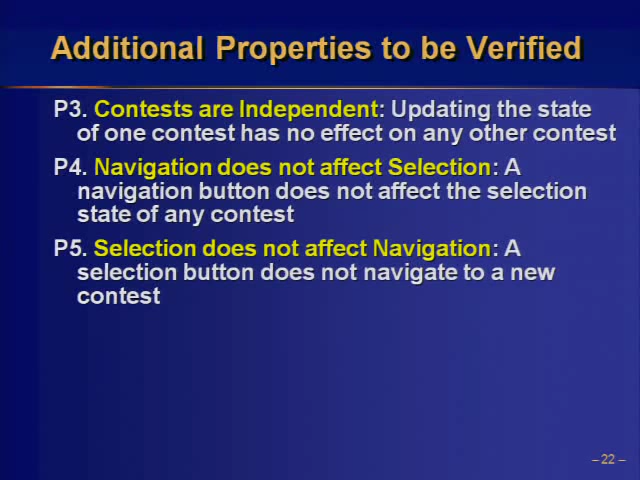 Additional Properties to be Verified
P3. Contests are Independent: Updating the state
of one contest has no effect on any other contest
P4. Navigation does not affect Selection: A
navigation button does not affect the selection
state of any contest
P5. Selection does not affect Navigation: A
selection button does not navigate to a new
contest
– 22 –